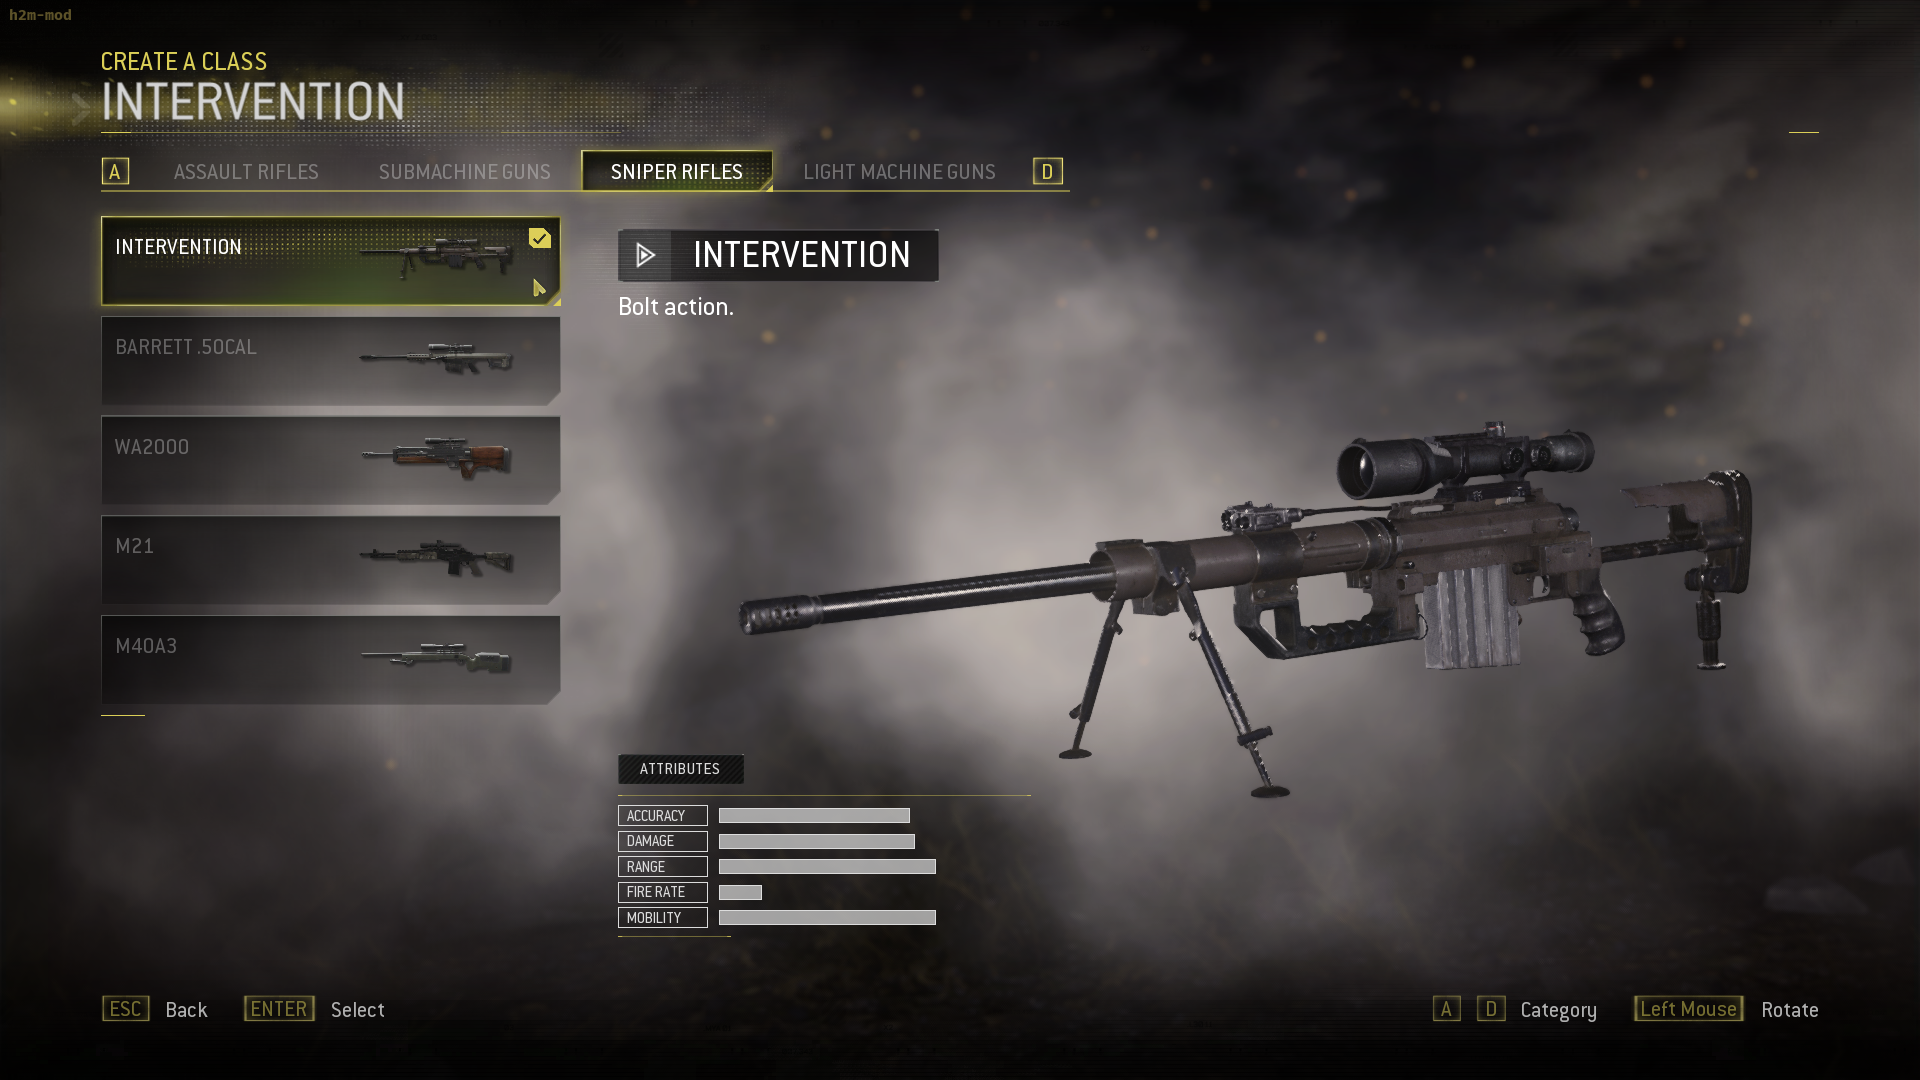 h2m-mod
CREATE A CLASS
INTERVENTION
A ASSAULT RIFLES SUBMACHINE GUNS SNIPER RIFLES LIGHT MACHINE GUNS D
INTERVENTION
BARRETT .50CAL
WA2000
M21
M40A3
INTERVENTION
Bolt action.
ATTRIBUTES
ACCURACY
DAMAGE
RANGE
FIRE RATE
MOBILITY
ESC Back ENTER Select
A D Category Left Mouse Rotate